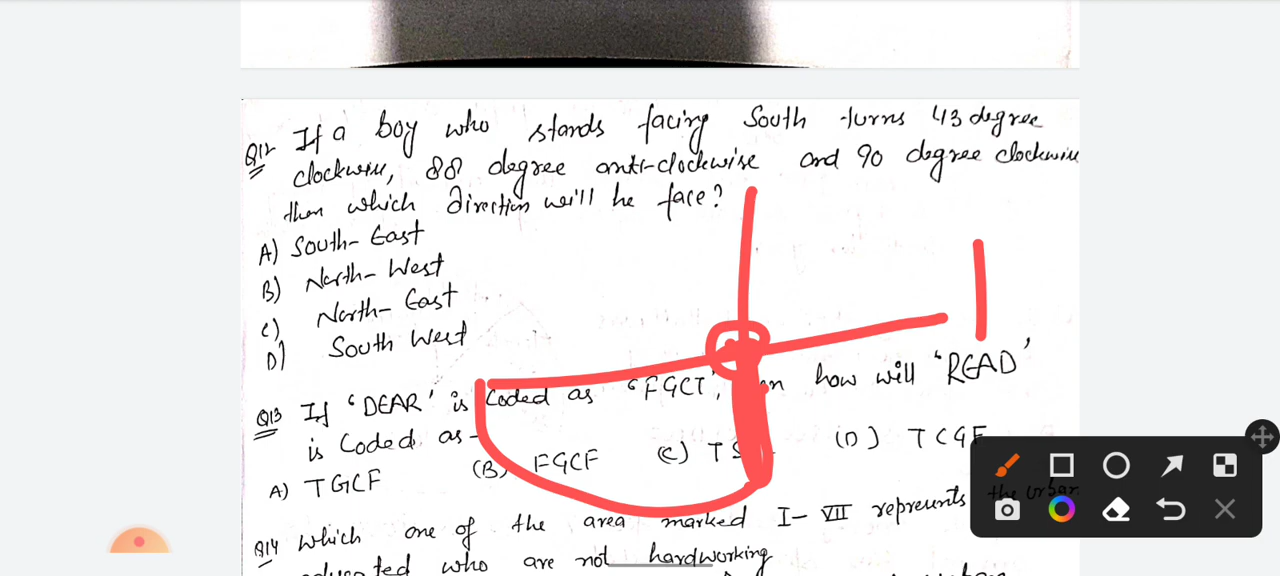 Q12 If a boy who stands facing South turns 43 degree
clockwise, 88 degree anti-clockwise and 90 degree clockwise
then which direction will he face?
A) South-East
B) North-West
C) North-East
D) South West
Q13 If 'DEAR' is Coded as 'FGCT', how will 'READ'
is Coded as-
A) TGCF (B) FGCF (C) (D) TCGF
Q14 Which one of the area marked I-VII represents the urban
who are not hardworking